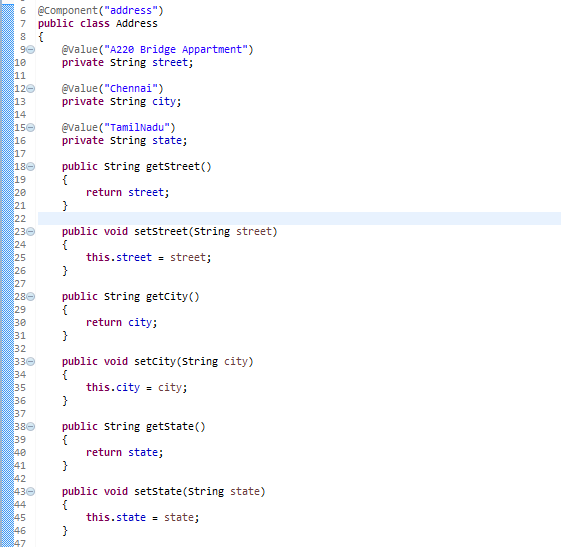 6 @Component("address")
7 public class Address
8 {
9 @Value("A220 Bridge Appartment")
10 private String street;
11
12 @Value("Chennai")
13 private String city;
14
15 @Value("TamilNadu")
16 private String state;
17
18 public String getStreet()
19 {
20 return street;
21 }
22
23 public void setStreet(String street)
24 {
25 this.street = street;
26 }
27
28 public String getCity()
29 {
30 return city;
31 }
32
33 public void setCity(String city)
34 {
35 this.city = city;
36 }
37
38 public String getState()
39 {
40 return state;
41 }
42
43 public void setState(String state)
44 {
45 this.state = state;
46 }
47